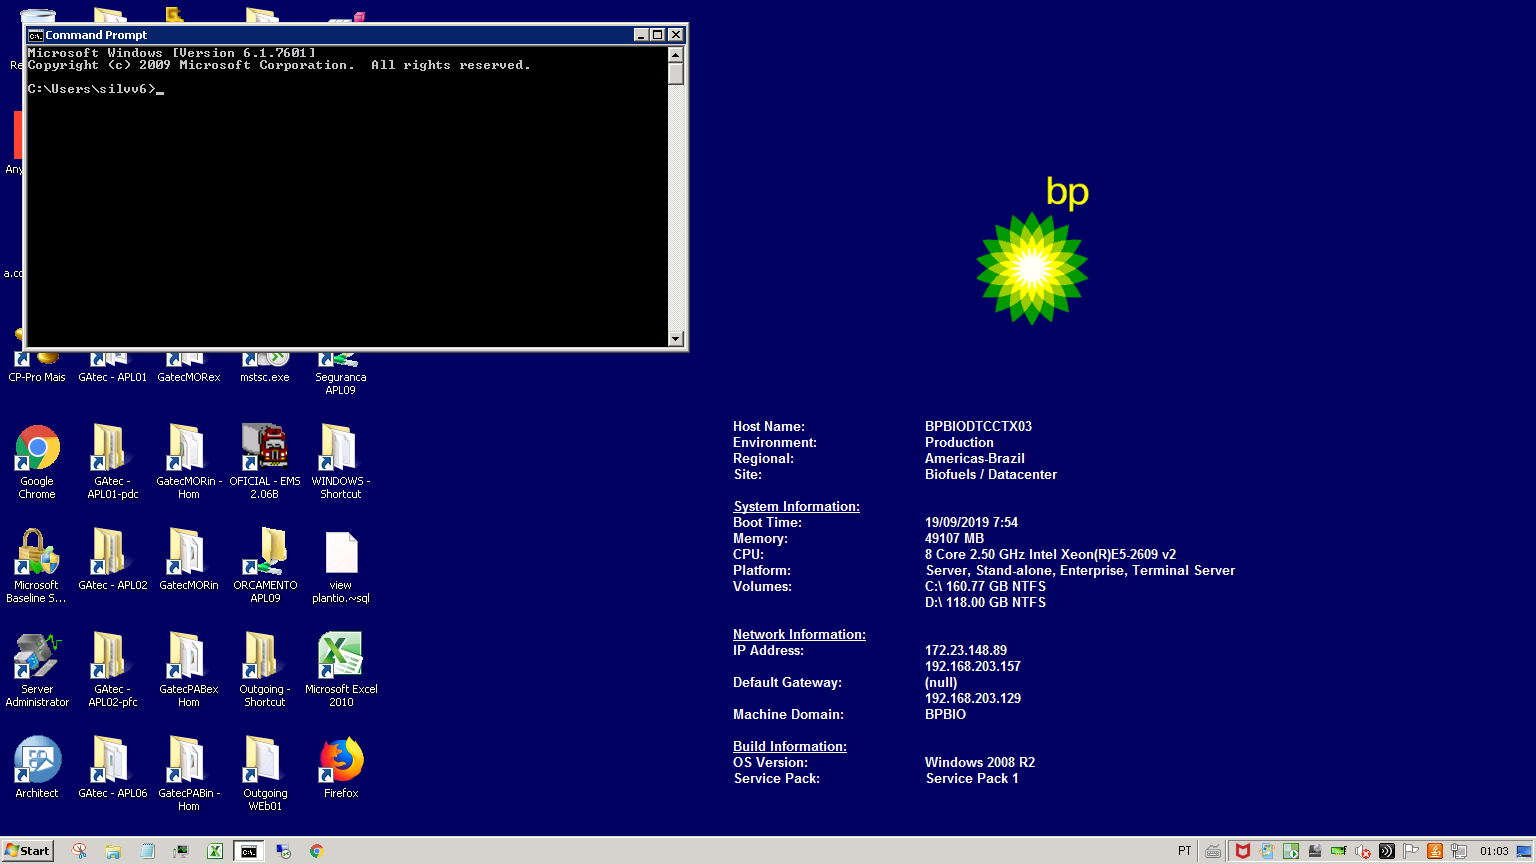 Command Prompt
Microsoft Windows [Version 6.1.7601]
Copyright (c) 2009 Microsoft Corporation.  All rights reserved.
C:\Users\silvv6>_
Re
Any
a.co
bp
CP-Pro Mais
GAtec - APL01
GatecMORex
mstsc.exe
Seguranca
APL09
Google
Chrome
GAtec -
APL01-pdc
GatecMORin -
Hom
OFICIAL - EMS
2.06B
WINDOWS -
Shortcut
Microsoft
Baseline S...
GAtec - APL02
GatecMORin
ORCAMENTO
APL09
view
plantio.~sql
Server
Administrator
GAtec -
APL02-pfc
GatecPABex
Hom
Outgoing -
Shortcut
Microsoft Excel
2010
Architect
GAtec - APL06
GatecPABin -
Hom
Outgoing
WEb01
Firefox
Host Name: BPBIODTCCTX03
Environment: Production
Regional: Americas-Brazil
Site: Biofuels / Datacenter
System Information:
Boot Time: 19/09/2019 7:54
Memory: 49107 MB
CPU: 8 Core 2.50 GHz Intel Xeon(R)E5-2609 v2
Platform: Server, Stand-alone, Enterprise, Terminal Server
Volumes: C:\ 160.77 GB NTFS
D:\ 118.00 GB NTFS
Network Information:
IP Address: 172.23.148.89
192.168.203.157
Default Gateway: (null)
192.168.203.129
Machine Domain: BPBIO
Build Information:
OS Version: Windows 2008 R2
Service Pack: Service Pack 1
Start
PT
01:03